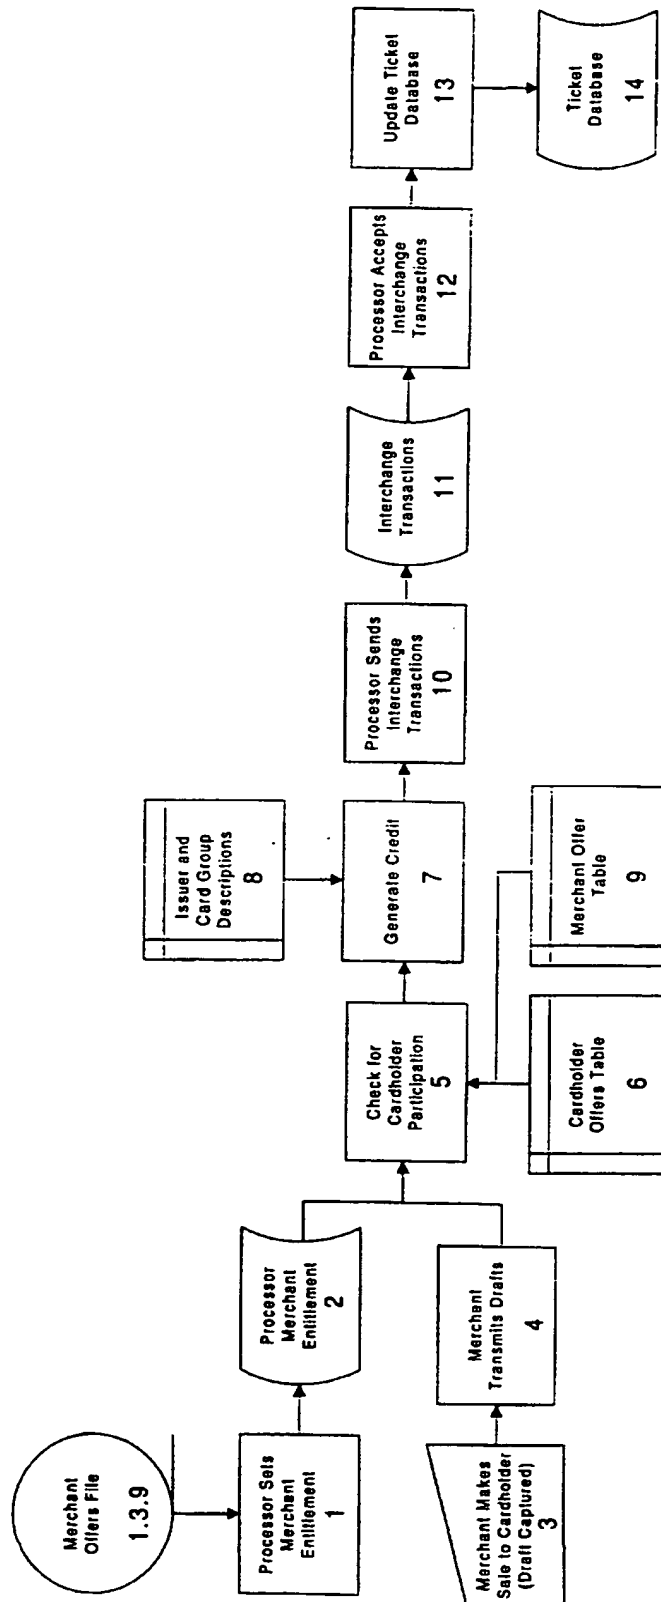 Merchant
Offers File
1.3.9
Processor Sets
Merchant
Entitlement
1
Processor
Merchant
Entitlement
2
Merchant Makes
Sale to Cardholder
(Draft Captured)
3
Merchant
Transmits Drafts
4
Check for
Cardholder
Participation
5
Cardholder
Offers Table
6
Generate Credit
7
Issuer and
Card Group
Descriptions
8
Merchant Offer
Table
9
Processor Sends
Interchange
Transactions
10
Interchange
Transactions
11
Processor Accepts
Interchange
Transactions
12
Update Ticket
Database
13
Ticket
Database
14